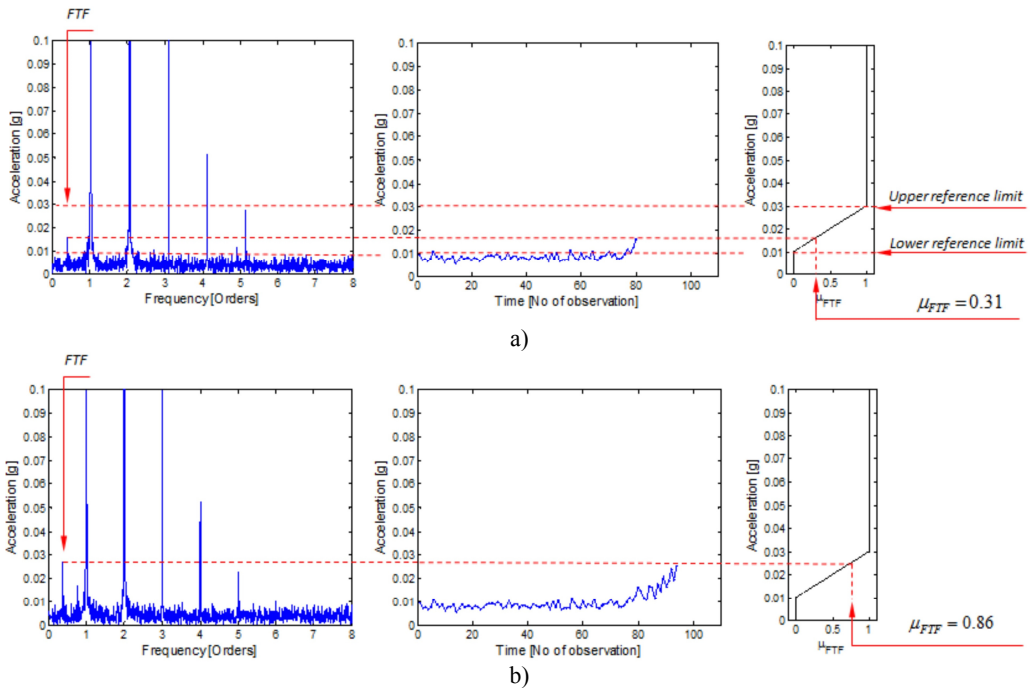 FTF
0.1
0.09
0.08
0.07
0.06
0.05
0.04
0.03
0.02
0.01
0
Acceleration [g]
0 1 2 3 4 5 6 7 8
Frequency [Orders]
0.1
0.09
0.08
0.07
0.06
0.05
0.04
0.03
0.02
0.01
0
Acceleration [g]
0 20 40 60 80 100
Time [No of observation]
0.1
0.09
0.08
0.07
0.06
0.05
0.04
0.03
0.02
0.01
0
Acceleration [g]
0 0.5 1
μFTF
Upper reference limit
Lower reference limit
μFTF = 0.31
a)
FTF
0.1
0.09
0.08
0.07
0.06
0.05
0.04
0.03
0.02
0.01
0
Acceleration [g]
0 1 2 3 4 5 6 7 8
Frequency [Orders]
0.1
0.09
0.08
0.07
0.06
0.05
0.04
0.03
0.02
0.01
0
Acceleration [g]
0 20 40 60 80 100
Time [No of observation]
0.1
0.09
0.08
0.07
0.06
0.05
0.04
0.03
0.02
0.01
0
Acceleration [g]
0 0.5 1
μFTF
μFTF = 0.86
b)